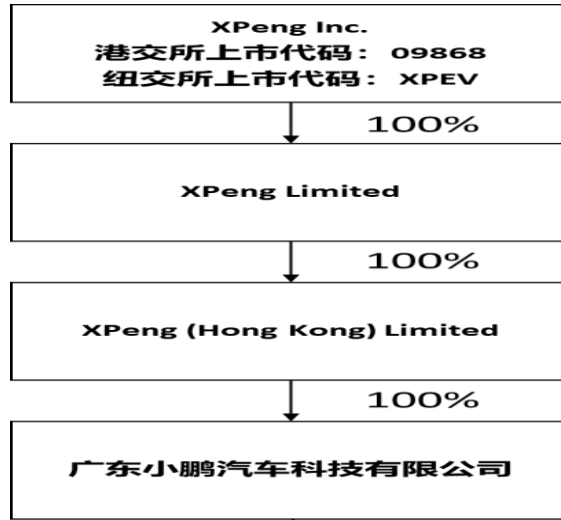 XPeng Inc.
港交所上市代码：09868
纽交所上市代码：XPEV
100%
XPeng Limited
100%
XPeng (Hong Kong) Limited
100%
广东小鹏汽车科技有限公司